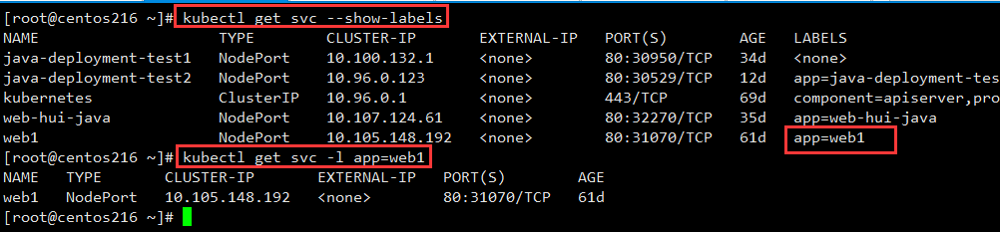 [root@centos216 ~]# kubectl get svc --show-labels
NAME TYPE CLUSTER-IP EXTERNAL-IP PORT(S) AGE LABELS
java-deployment-test1 NodePort 10.100.132.1 <none> 80:30950/TCP 34d <none>
java-deployment-test2 NodePort 10.96.0.123 <none> 80:30529/TCP 12d app=java-deployment-tes
kubernetes ClusterIP 10.96.0.1 <none> 443/TCP 69d component=apiserver,pro
web-hui-java NodePort 10.107.124.61 <none> 80:32270/TCP 35d app=web-hui-java
web1 NodePort 10.105.148.192 <none> 80:31070/TCP 61d app=web1
[root@centos216 ~]# kubectl get svc -l app=web1
NAME TYPE CLUSTER-IP EXTERNAL-IP PORT(S) AGE
web1 NodePort 10.105.148.192 <none> 80:31070/TCP 61d
[root@centos216 ~]#